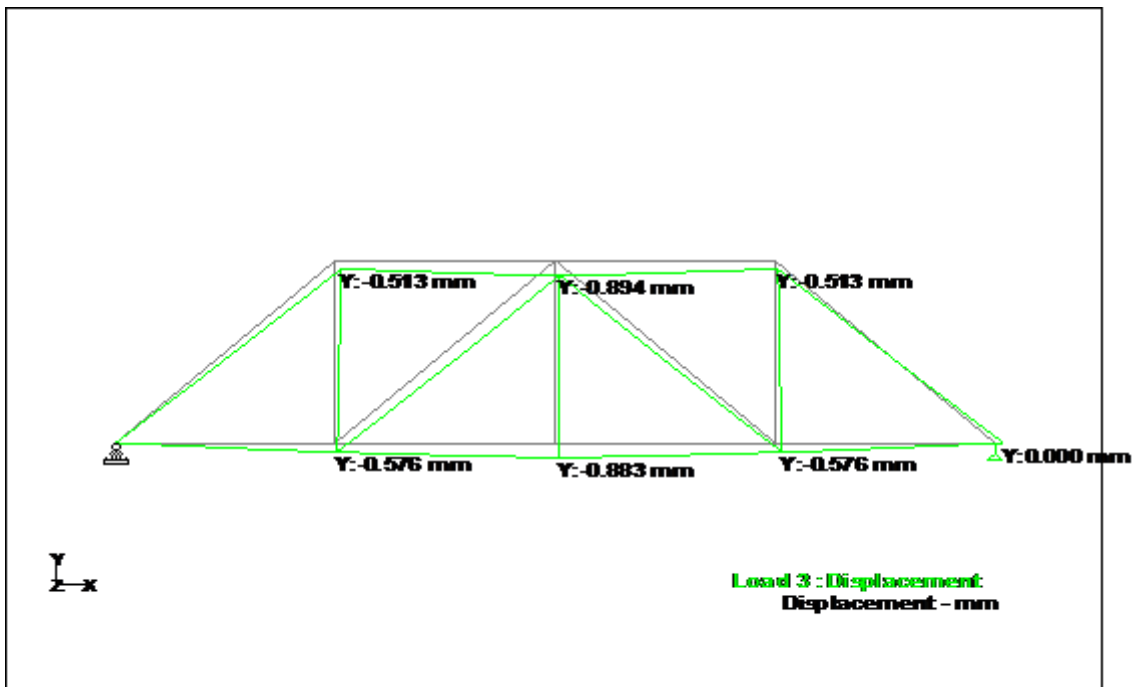 Y:-0.513 mm
Y:-0.894 mm
Y:-0.513 mm
Y:-0.576 mm
Y:-0.883 mm
Y:-0.576 mm
Y:0.000 mm
Y
Z X
Load 3 : Displacement
Displacement - mm